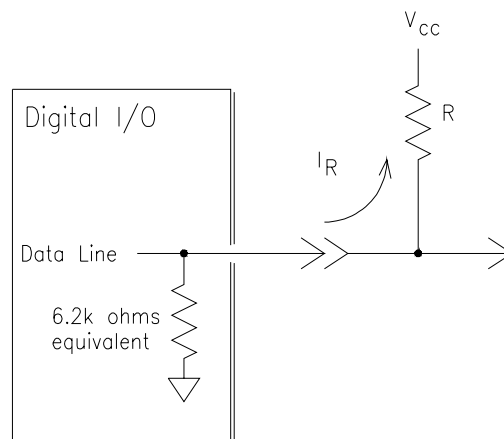 V_CC
Digital I/O
R
I_R
Data Line
6.2k ohms
equivalent